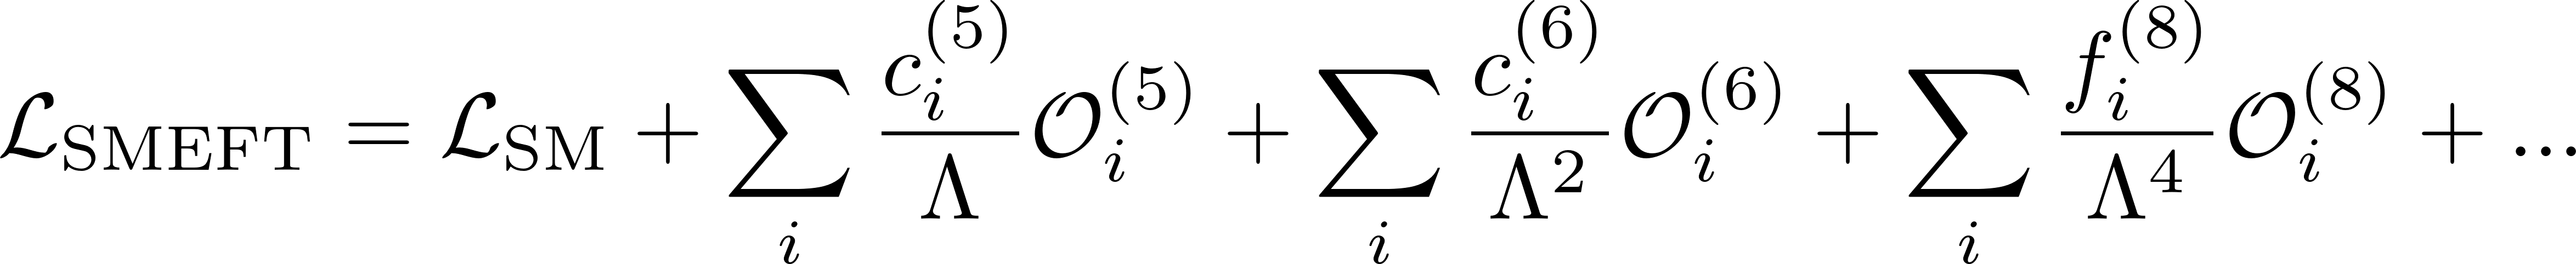 $\mathcal{L}_{\mathrm{SMEFT}} = \mathcal{L}_{\mathrm{SM}} + \sum_i \frac{c_i^{(5)}}{\Lambda} \mathcal{O}_i^{(5)} + \sum_i \frac{c_i^{(6)}}{\Lambda^2} \mathcal{O}_i^{(6)} + \sum_i \frac{f_i^{(8)}}{\Lambda^4} \mathcal{O}_i^{(8)} + ...$